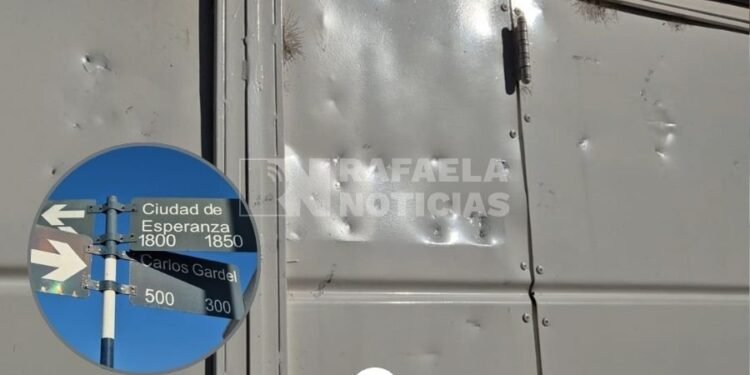 RAFAELA
NOTICIAS
Ciudad de
Esperanza
1800 1850
Carlos Gardel
500 300